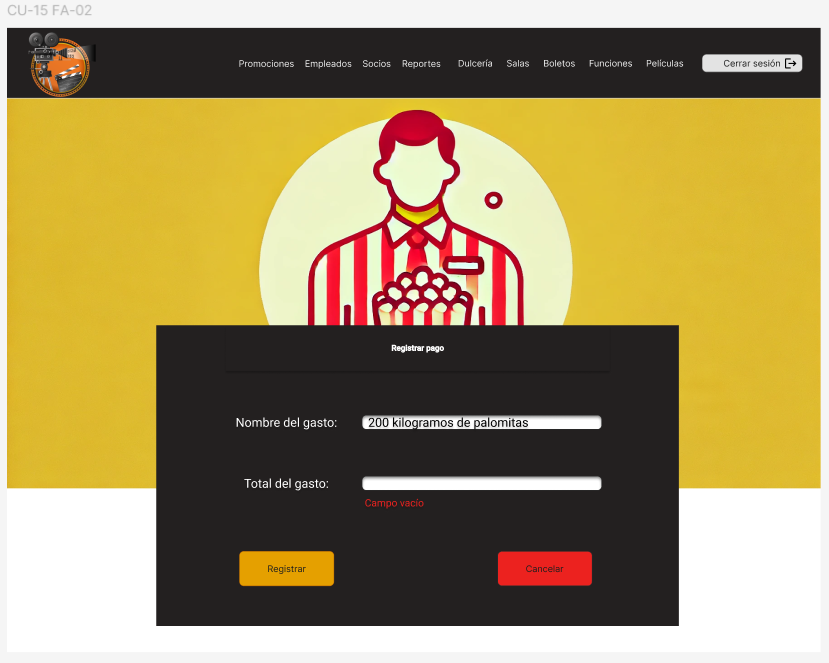 CU-15 FA-02
Promociones Empleados Socios Reportes Dulcería Salas Boletos Funciones Películas Cerrar sesión
Registrar pago
Nombre del gasto: 200 kilogramos de palomitas
Total del gasto:
Campo vacío
Registrar Cancelar